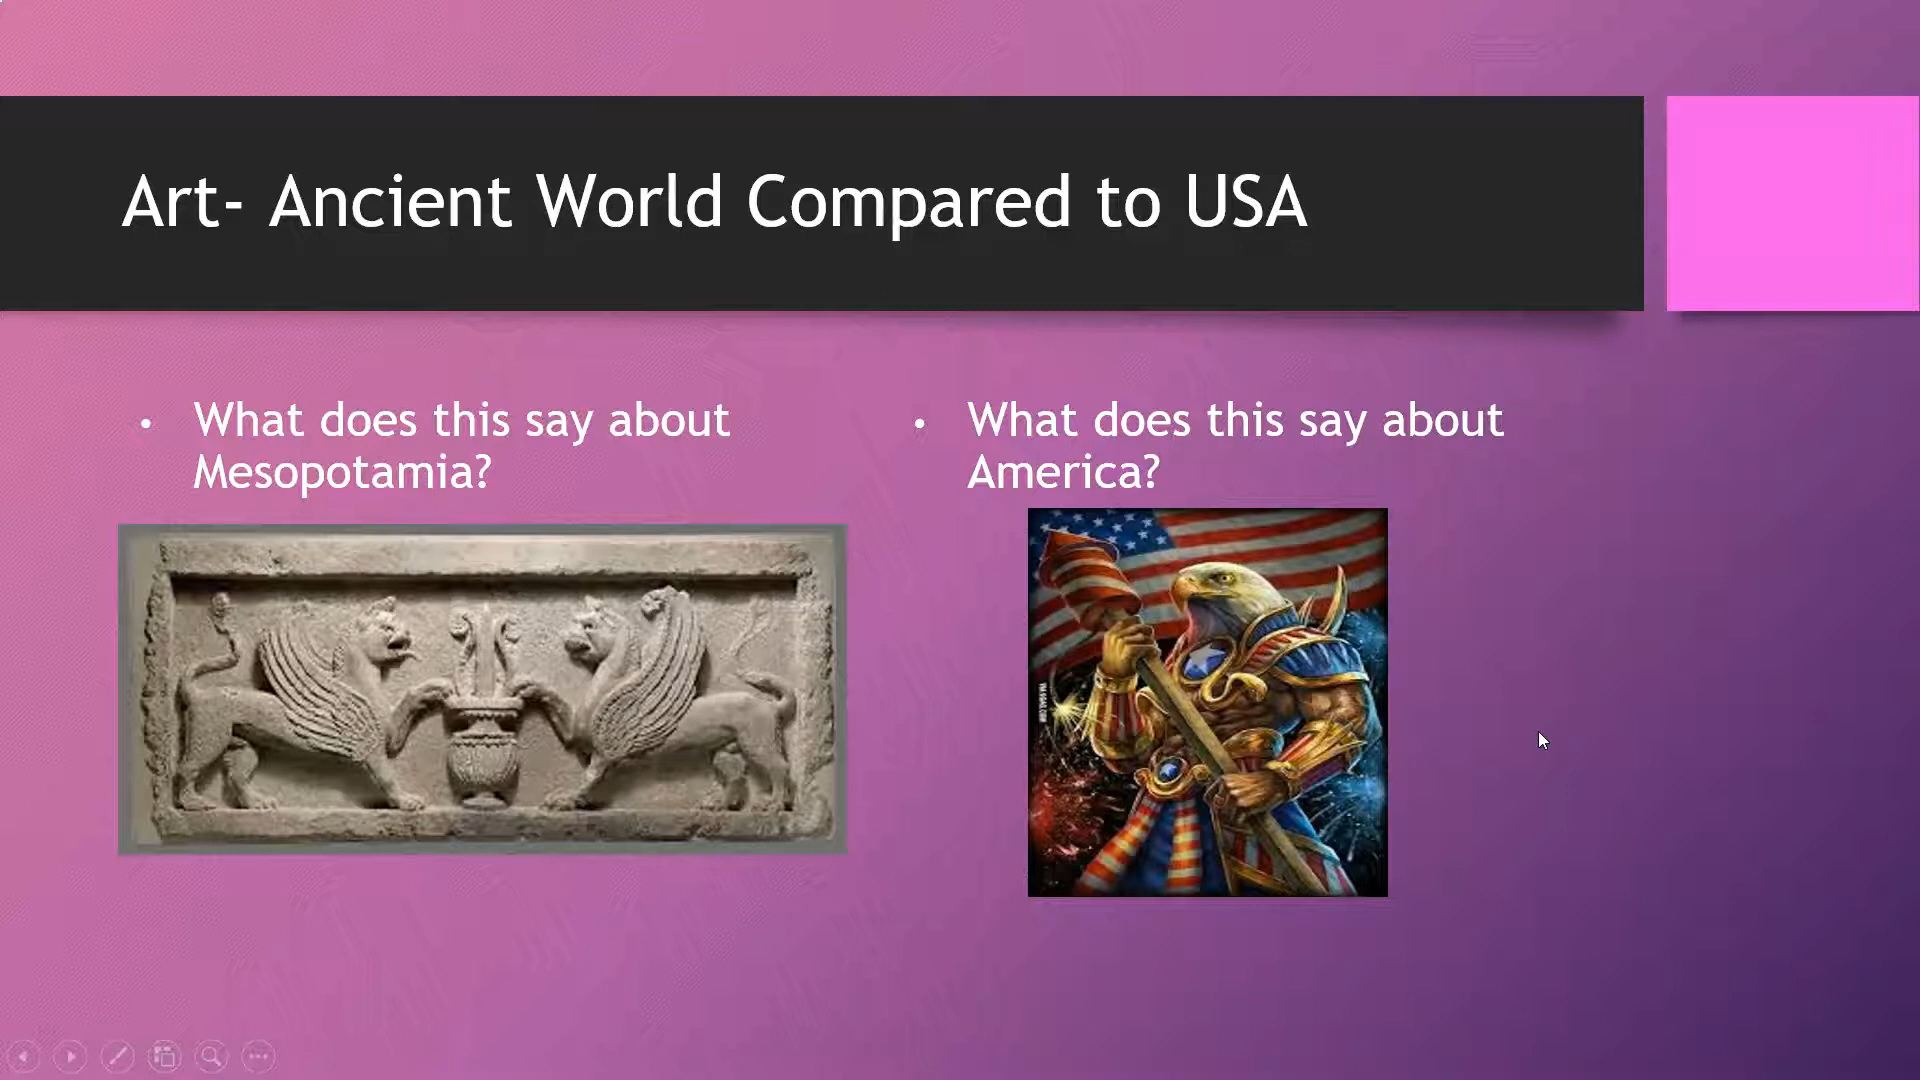 Art- Ancient World Compared to USA
What does this say about
Mesopotamia?
What does this say about
America?